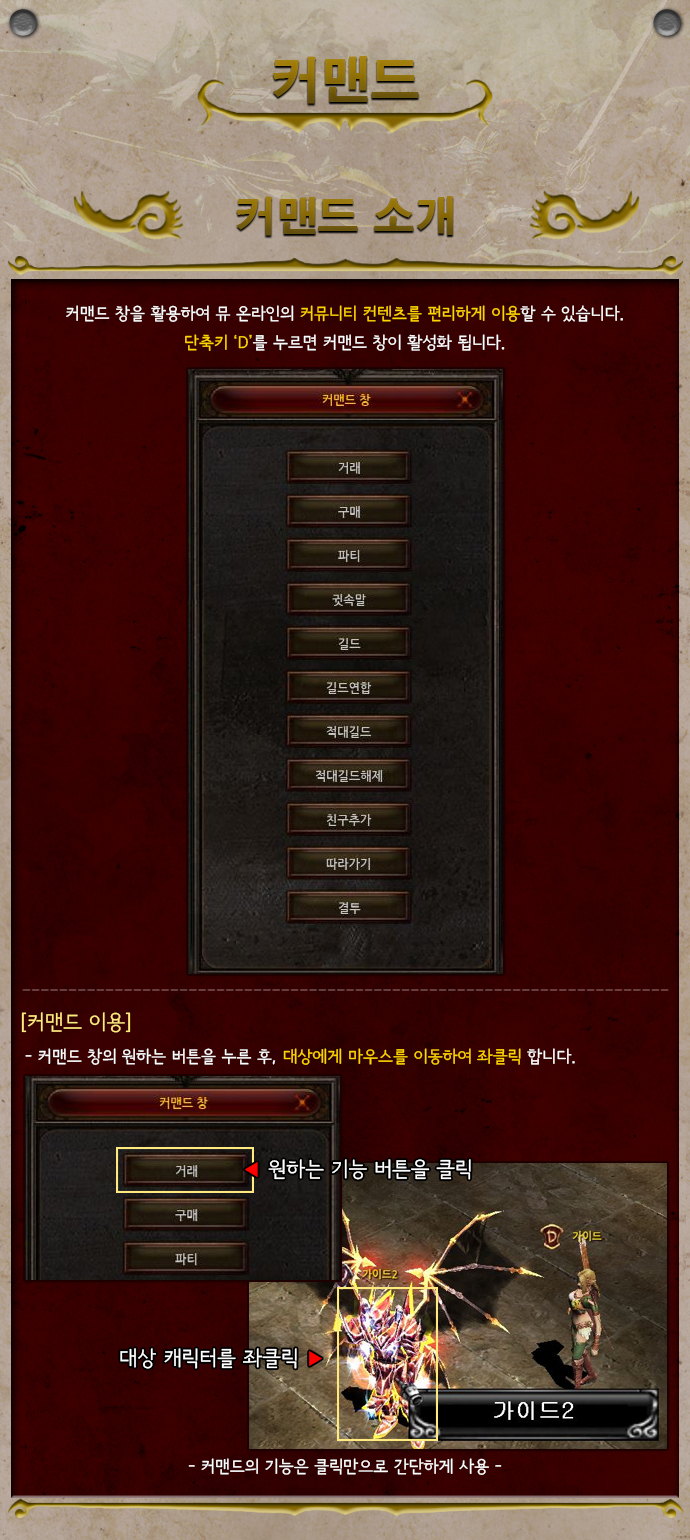 커맨드
커맨드 소개
커맨드 창을 활용하여 뮤 온라인의 커뮤니티 컨텐츠를 편리하게 이용할 수 있습니다.
단축키 ‘D’를 누르면 커맨드 창이 활성화 됩니다.
커맨드 창
거래
구매
파티
귓속말
길드
길드연합
적대길드
적대길드해제
친구추가
따라가기
결투
[커맨드 이용]
- 커맨드 창의 원하는 버튼을 누른 후, 대상에게 마우스를 이동하여 좌클릭 합니다.
커맨드 창
거래
원하는 기능 버튼을 클릭
구매
파티
D 가이드
가이드2
대상 캐릭터를 좌클릭
가이드2
- 커맨드의 기능은 클릭만으로 간단하게 사용 -